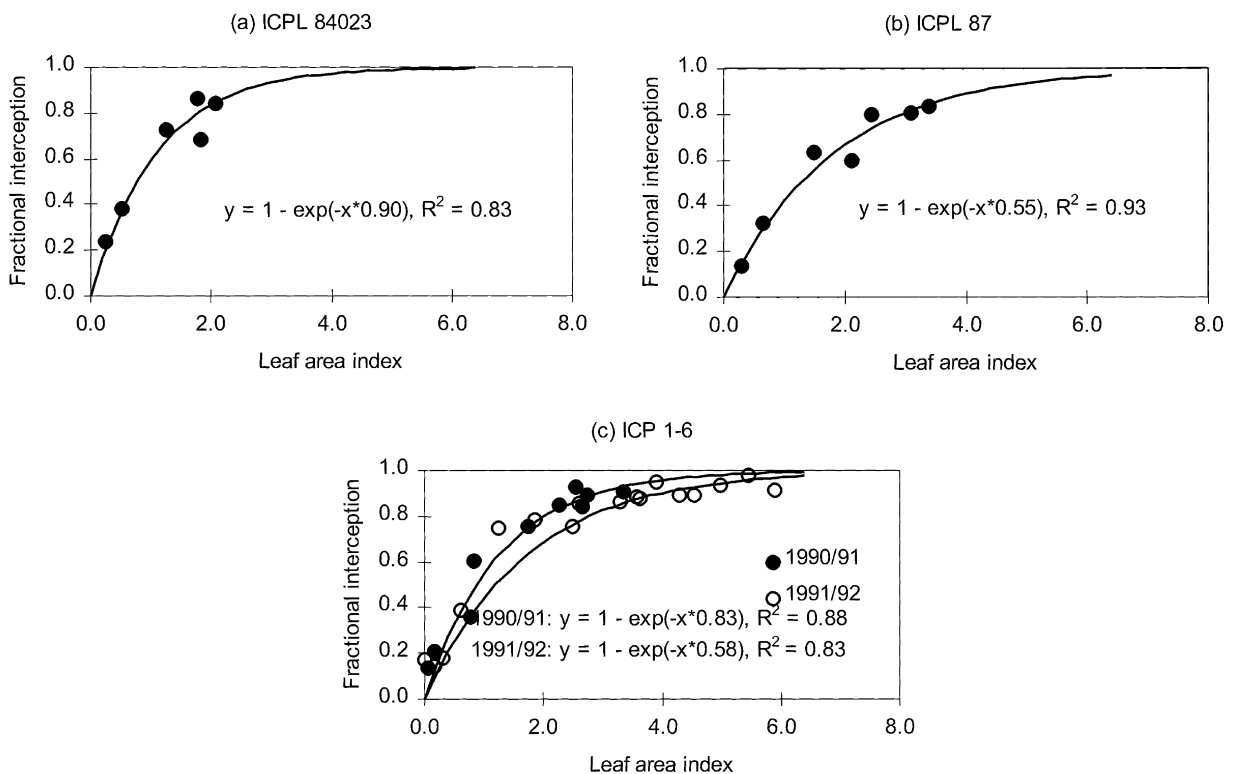 (a) ICPL 84023
1.0
0.8
0.6
0.4
0.2
0.0
Fractional interception
y = 1 - exp(-x*0.90), R² = 0.83
0.0 2.0 4.0 6.0 8.0
Leaf area index
(b) ICPL 87
1.0
0.8
0.6
0.4
0.2
0.0
Fractional interception
y = 1 - exp(-x*0.55), R² = 0.93
0.0 2.0 4.0 6.0 8.0
Leaf area index
(c) ICP 1-6
1.0
0.8
0.6
0.4
0.2
0.0
Fractional interception
1990/91
1991/92
1990/91: y = 1 - exp(-x*0.83), R² = 0.88
1991/92: y = 1 - exp(-x*0.58), R² = 0.83
0.0 2.0 4.0 6.0 8.0
Leaf area index